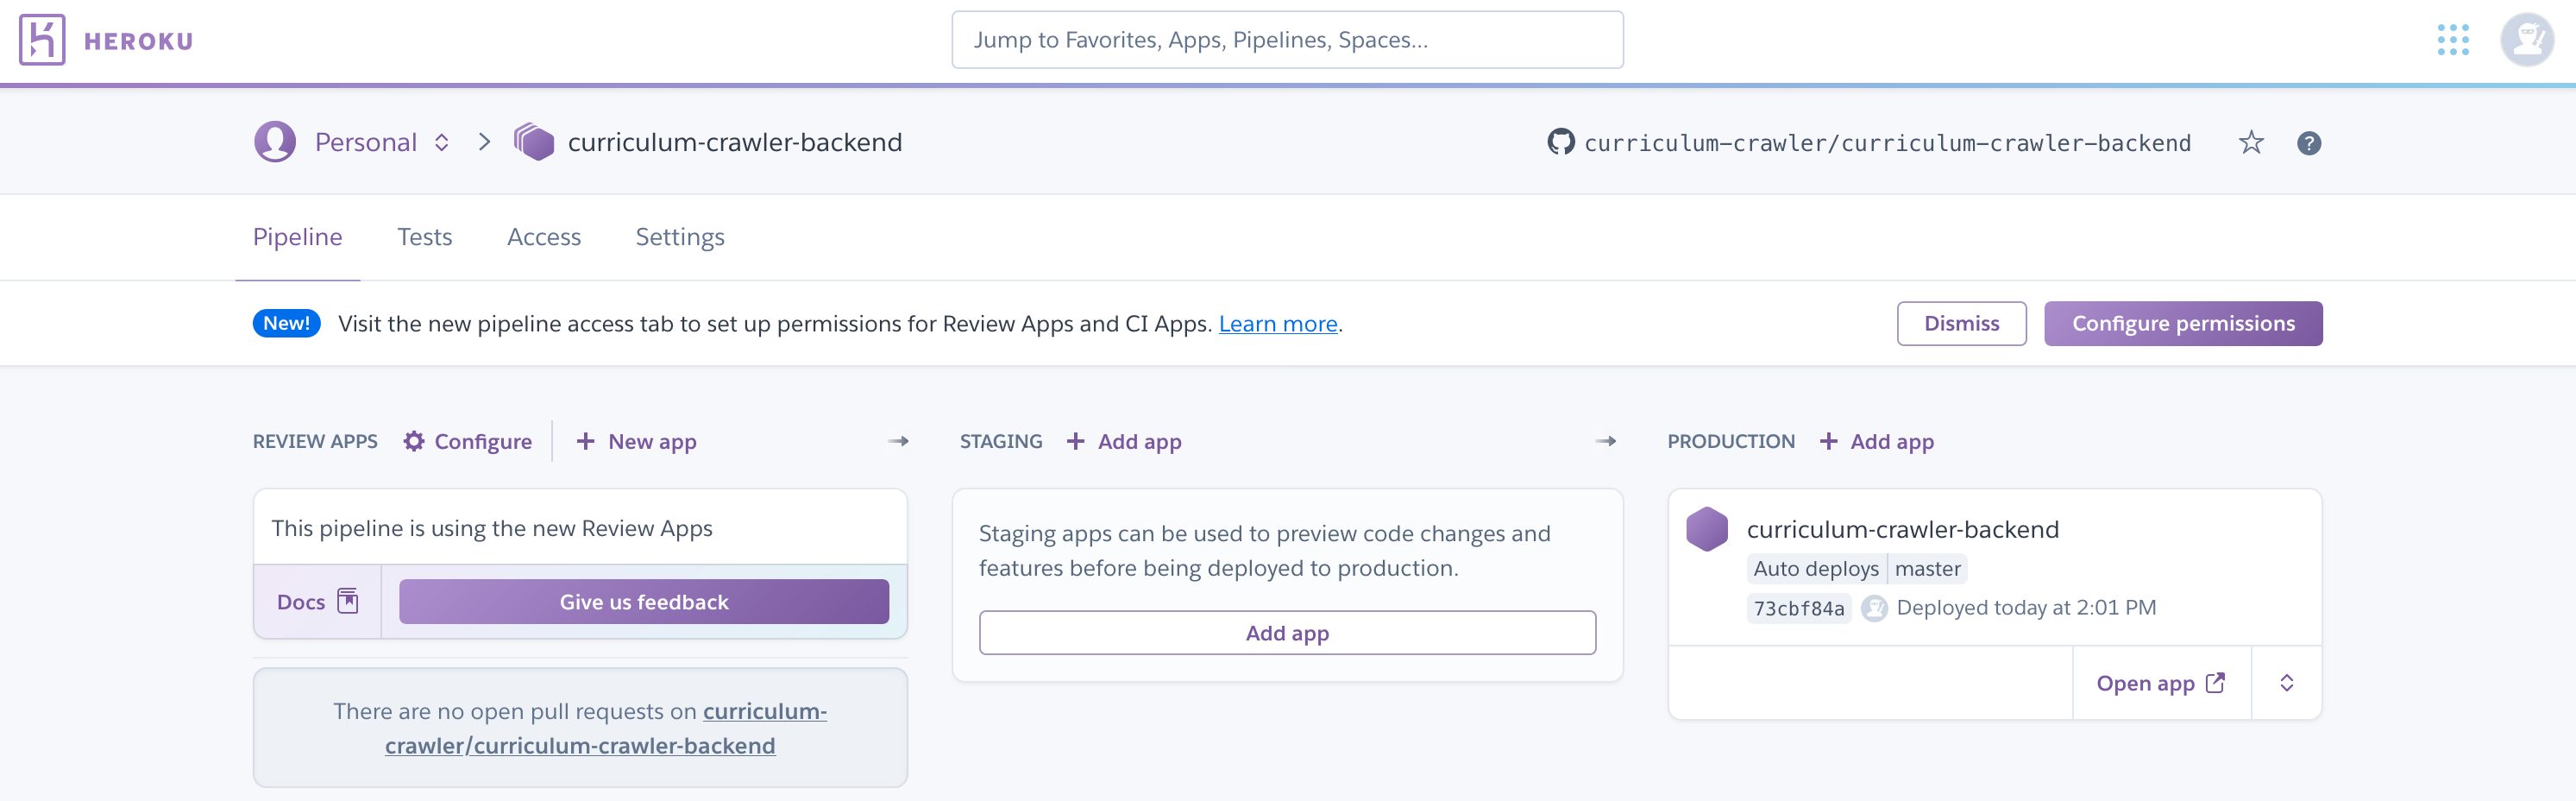 HEROKU
Jump to Favorites, Apps, Pipelines, Spaces...
Personal
curriculum-crawler-backend
curriculum-crawler/curriculum-crawler-backend
?
Pipeline
Tests
Access
Settings
New!
Visit the new pipeline access tab to set up permissions for Review Apps and CI Apps. Learn more.
Dismiss
Configure permissions
REVIEW APPS
Configure
+ New app
This pipeline is using the new Review Apps
Docs
Give us feedback
There are no open pull requests on curriculum-
crawler/curriculum-crawler-backend
STAGING
+ Add app
Staging apps can be used to preview code changes and
features before being deployed to production.
Add app
PRODUCTION
+ Add app
curriculum-crawler-backend
Auto deploys master
73cbf84a Deployed today at 2:01 PM
Open app